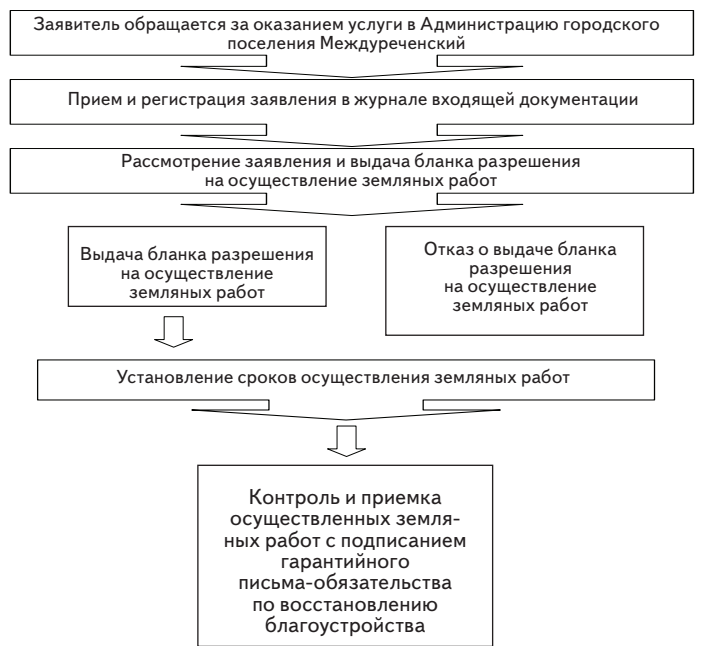 Заявитель обращается за оказанием услуги в Администрацию городского
поселения Междуреченский
Прием и регистрация заявления в журнале входящей документации
Рассмотрение заявления и выдача бланка разрешения
на осуществление земляных работ
Выдача бланка разрешения
на осуществление
земляных работ
Отказ о выдаче бланка
разрешения
на осуществление
земляных работ
Установление сроков осуществления земляных работ
Контроль и приемка
осуществленных земля-
ных работ с подписанием
гарантийного
письма-обязательства
по восстановлению
благоустройства